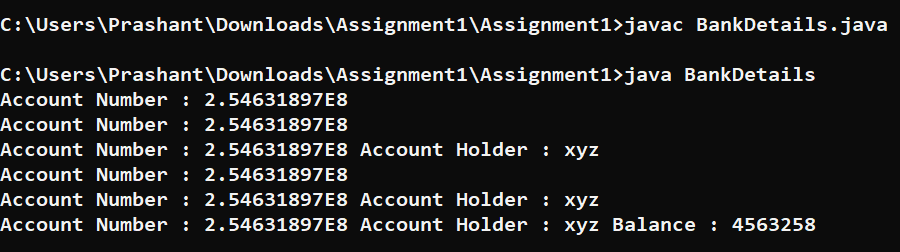 C:\Users\Prashant\Downloads\Assignment1\Assignment1>javac BankDetails.java
C:\Users\Prashant\Downloads\Assignment1\Assignment1>java BankDetails
Account Number : 2.54631897E8
Account Number : 2.54631897E8
Account Number : 2.54631897E8 Account Holder : xyz
Account Number : 2.54631897E8
Account Number : 2.54631897E8 Account Holder : xyz
Account Number : 2.54631897E8 Account Holder : xyz Balance : 4563258